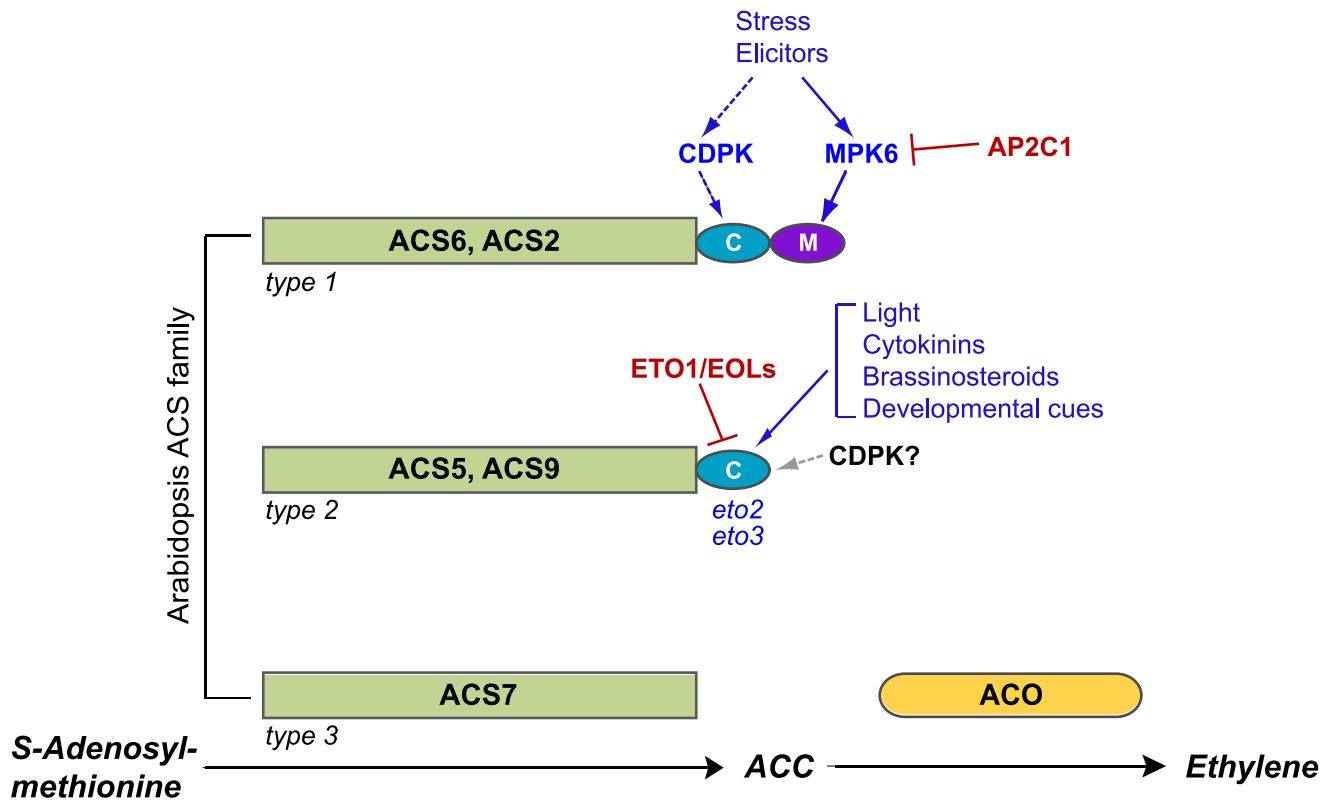 Stress
Elicitors
CDPK
MPK6
AP2C1
ACS6, ACS2
C
M
type 1
Arabidopsis ACS family
Light
Cytokinins
Brassinosteroids
Developmental cues
ETO1/EOLs
ACS5, ACS9
C
CDPK?
type 2
eto2
eto3
ACS7
ACO
type 3
S-Adenosyl-
methionine
ACC
Ethylene